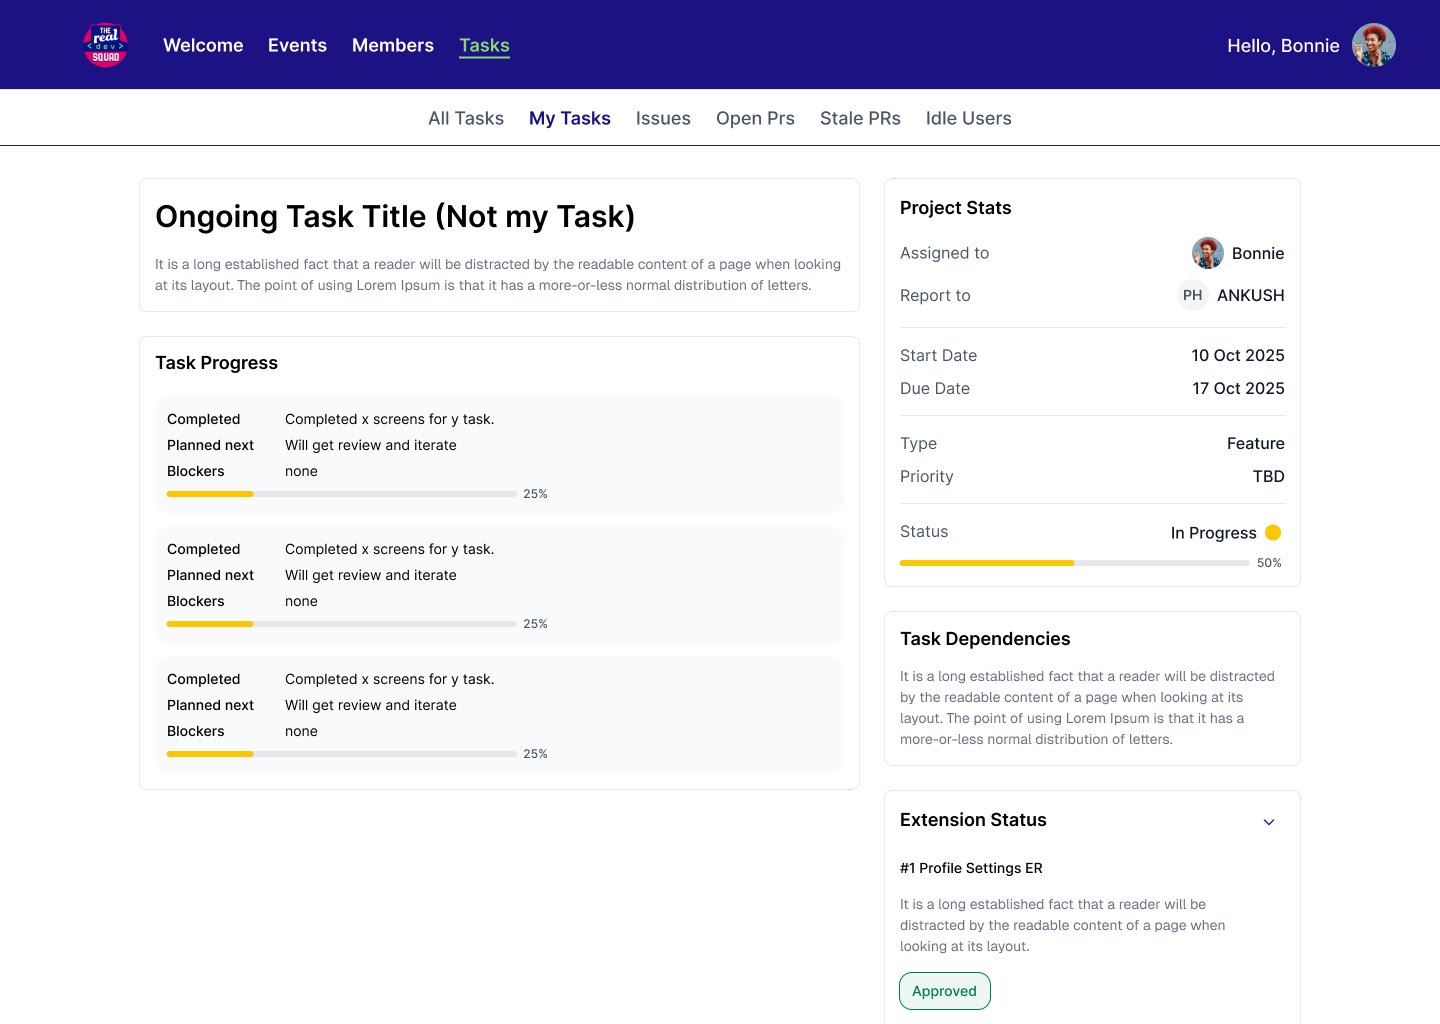 THE
real
<dev>
SQUAD
Welcome Events Members Tasks
Hello, Bonnie
All Tasks My Tasks Issues Open Prs Stale PRs Idle Users
Ongoing Task Title (Not my Task)
It is a long established fact that a reader will be distracted by the readable content of a page when looking
at its layout. The point of using Lorem Ipsum is that it has a more-or-less normal distribution of letters.
Task Progress
Completed Completed x screens for y task.
Planned next Will get review and iterate
Blockers none
25%
Completed Completed x screens for y task.
Planned next Will get review and iterate
Blockers none
25%
Completed Completed x screens for y task.
Planned next Will get review and iterate
Blockers none
25%
Project Stats
Assigned to Bonnie
Report to PH ANKUSH
Start Date 10 Oct 2025
Due Date 17 Oct 2025
Type Feature
Priority TBD
Status In Progress
50%
Task Dependencies
It is a long established fact that a reader will be distracted
by the readable content of a page when looking at its
layout. The point of using Lorem Ipsum is that it has a
more-or-less normal distribution of letters.
Extension Status
#1 Profile Settings ER
It is a long established fact that a reader will be
distracted by the readable content of a page when
looking at its layout.
Approved